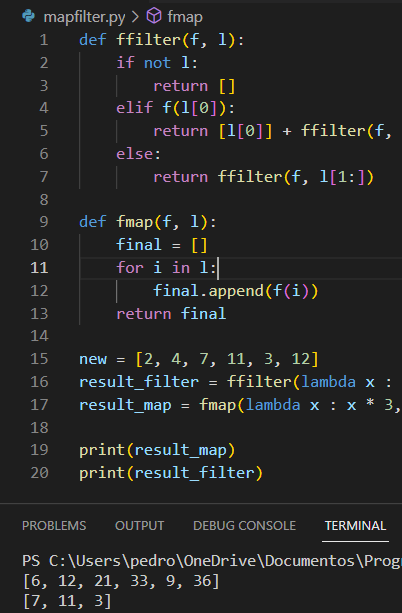 mapfilter.py > fmap
1 def ffilter(f, l):
2     if not l:
3         return []
4     elif f(l[0]):
5         return [l[0]] + ffilter(f,
6     else:
7         return ffilter(f, l[1:])
8
9 def fmap(f, l):
10     final = []
11     for i in l:
12         final.append(f(i))
13     return final
14
15 new = [2, 4, 7, 11, 3, 12]
16 result_filter = ffilter(lambda x :
17 result_map = fmap(lambda x : x * 3,
18
19 print(result_map)
20 print(result_filter)
PROBLEMS OUTPUT DEBUG CONSOLE TERMINAL
PS C:\Users\pedro\OneDrive\Documentos\Prog
[6, 12, 21, 33, 9, 36]
[7, 11, 3]